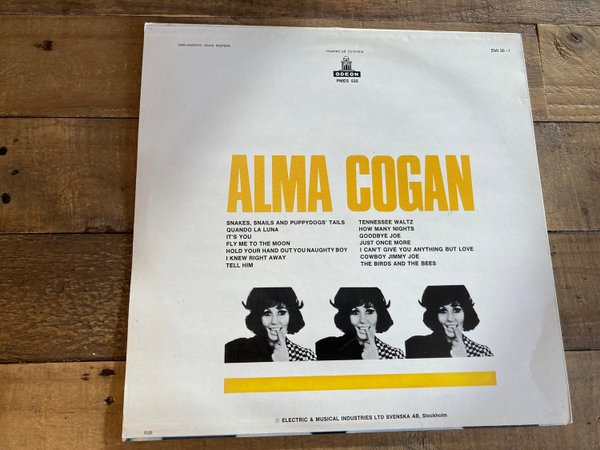 Inspelad på Columbia
ODEON
PMES 556
ALMA COGAN
SNAKES, SNAILS AND PUPPYDOGS' TAILS
QUANDO LA LUNA
IT'S YOU
FLY ME TO THE MOON
HOLD YOUR HAND OUT YOU NAUGHTY BOY
I KNEW RIGHT AWAY
TELL HIM
TENNESSEE WALTZ
HOW MANY NIGHTS
GOODBYE JOE
JUST ONCE MORE
I CAN'T GIVE YOU ANYTHING BUT LOVE
COWBOY JIMMY JOE
THE BIRDS AND THE BEES
ELECTRIC & MUSICAL INDUSTRIES LTD SVENSKA AB, Stockholm